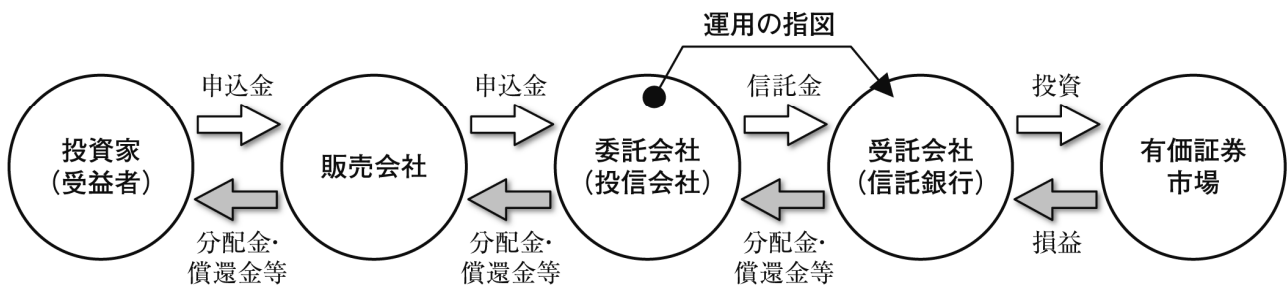 運用の指図
申込金
申込金
信託金
投資
投資家
（受益者）
販売会社
委託会社
（投信会社）
受託会社
（信託銀行）
有価証券
市場
分配金・
償還金等
分配金・
償還金等
分配金・
償還金等
損益